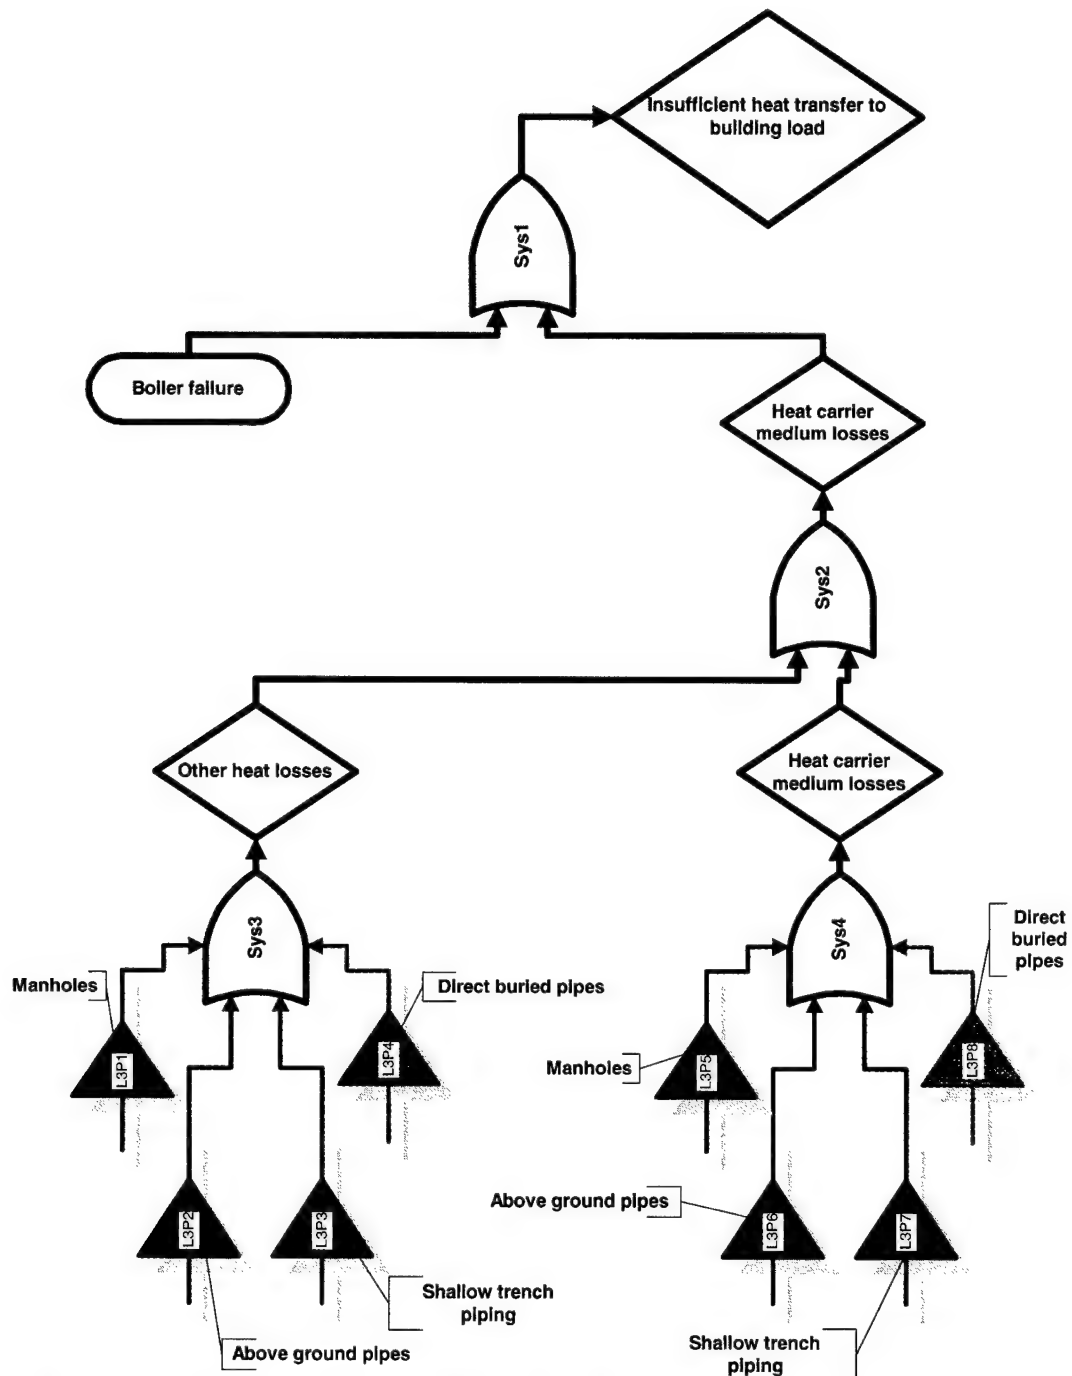 Insufficient heat transfer to
building load
Sys1
Boiler failure
Heat carrier
medium losses
Sys2
Other heat losses
Heat carrier
medium losses
Sys3
Sys4
Manholes
Direct buried pipes
Direct
buried
pipes
L3P1
L3P4
Manholes
L3P5
L3P8
L3P2
L3P3
Above ground pipes
L3P6
L3P7
Shallow trench
piping
Above ground pipes
Shallow trench
piping